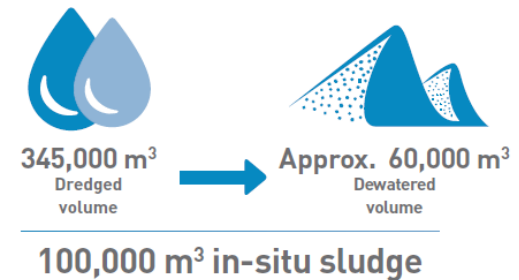 345,000 m³
Dredged
volume
Approx. 60,000 m³
Dewatered
volume
100,000 m³ in-situ sludge